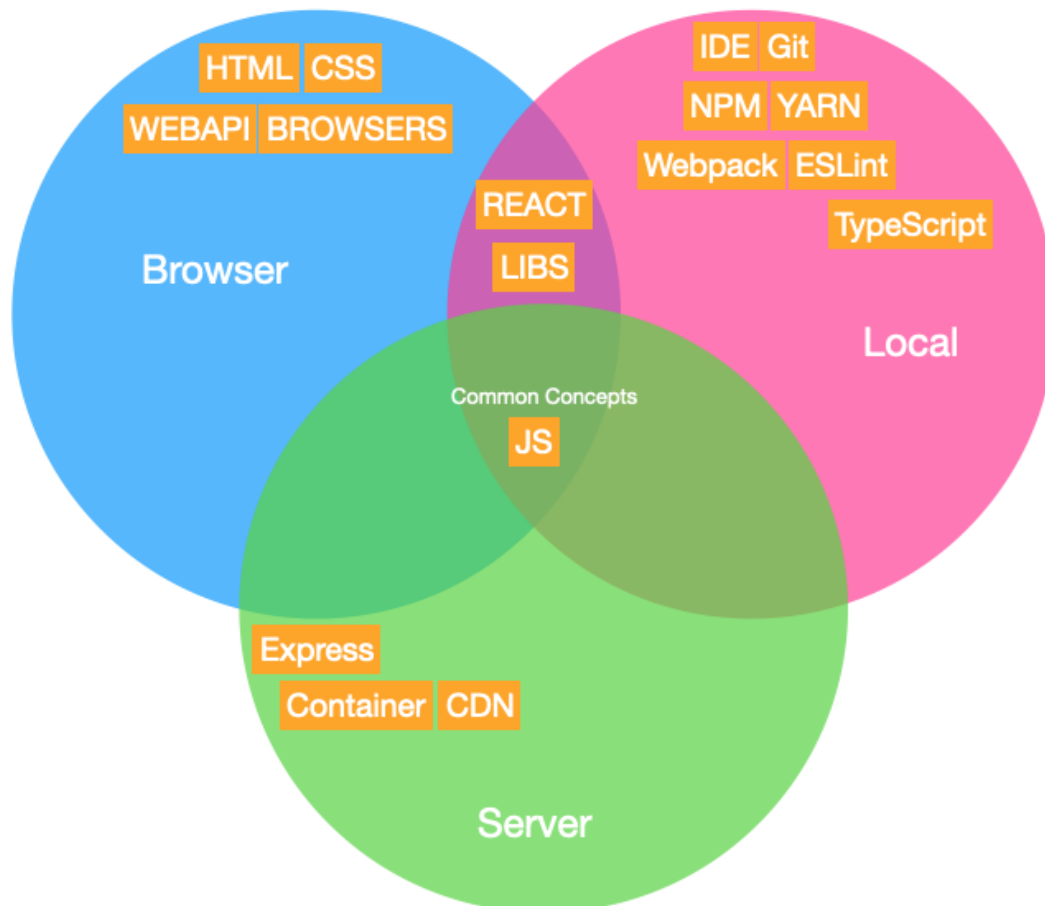 HTML CSS
WEBAPI BROWSERS
Browser
IDE Git
NPM YARN
Webpack ESLint
TypeScript
Local
REACT
LIBS
Common Concepts
JS
Express
Container CDN
Server